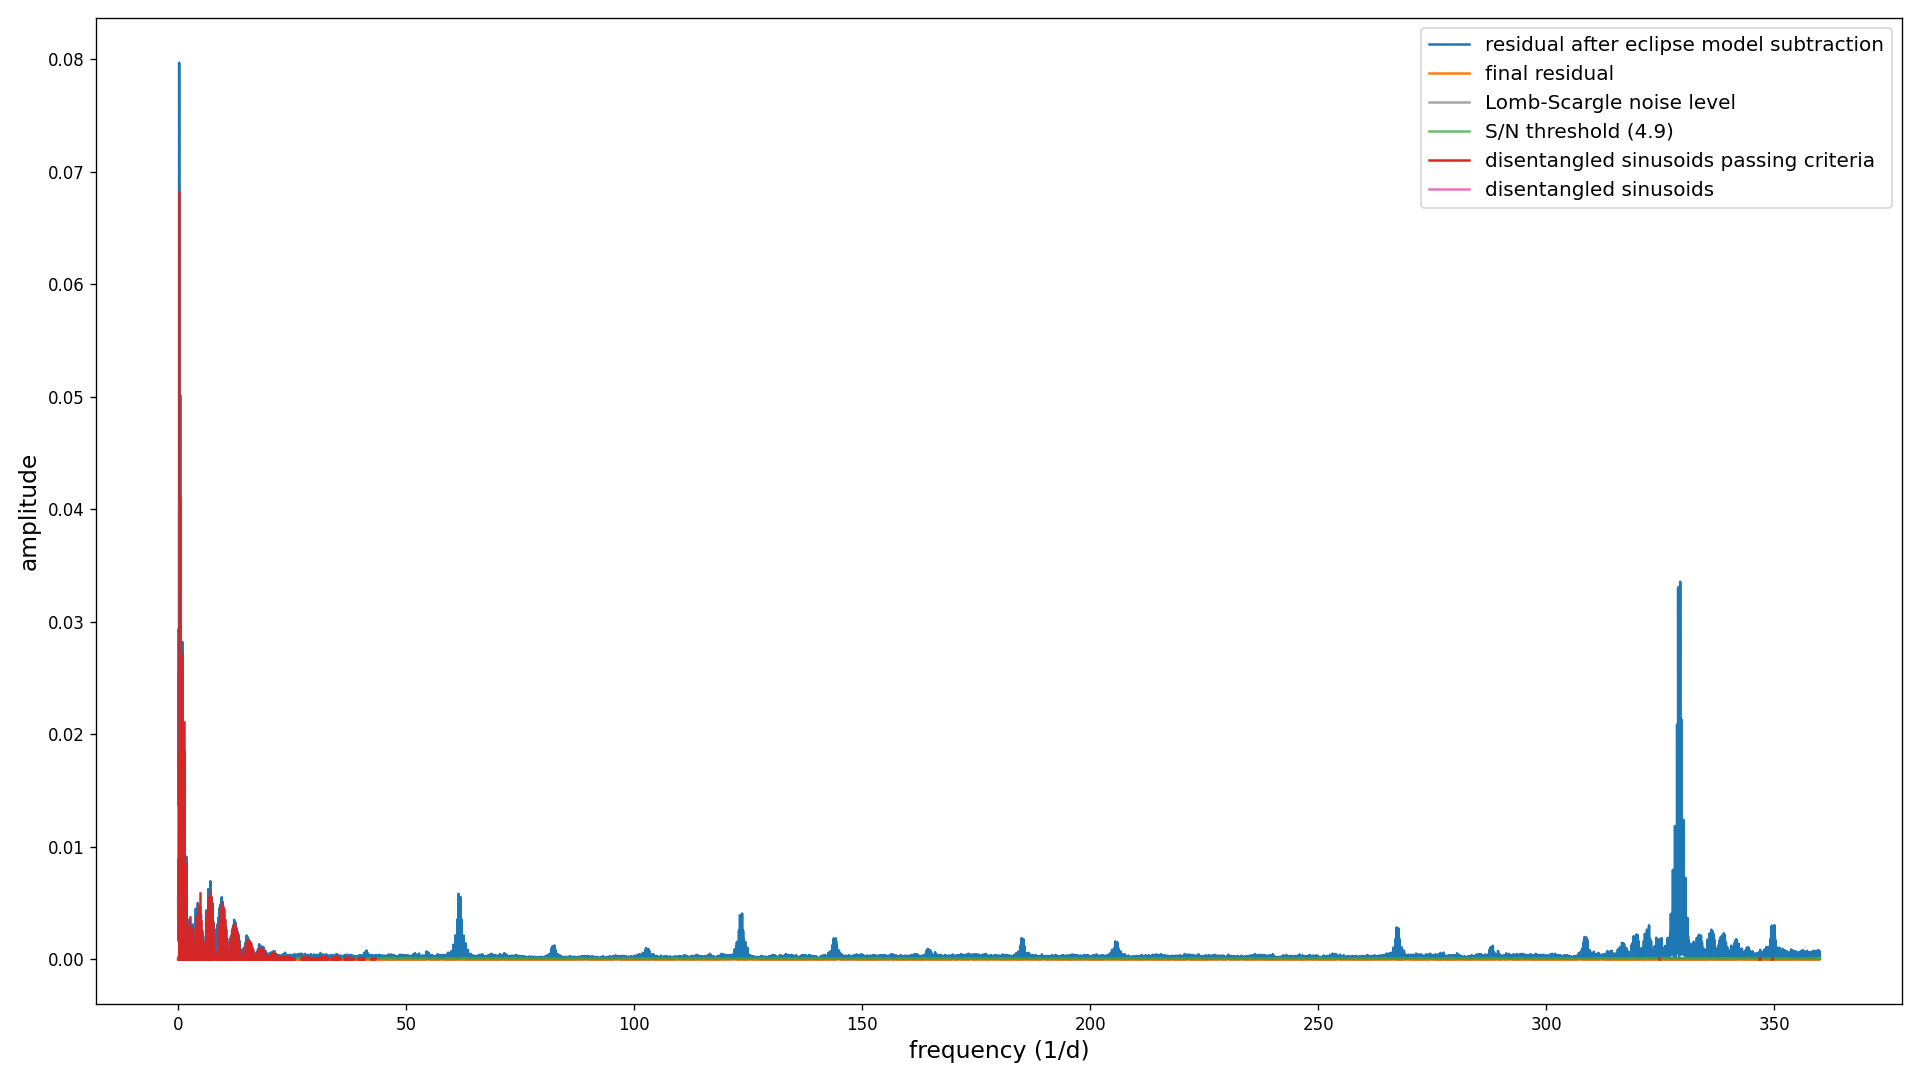 residual after eclipse model subtraction
final residual
Lomb-Scargle noise level
S/N threshold (4.9)
disentangled sinusoids passing criteria
disentangled sinusoids
0.08
0.07
0.06
0.05
0.04
0.03
0.02
0.01
0.00
amplitude
0 50 100 150 200 250 300 350
frequency (1/d)